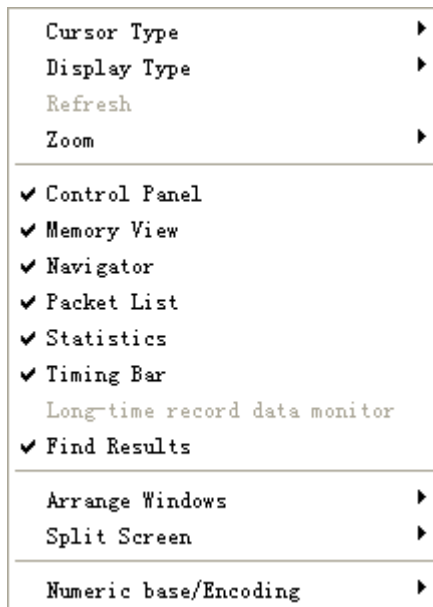 Cursor Type
Display Type
Refresh
Zoom
Control Panel
Memory View
Navigator
Packet List
Statistics
Timing Bar
Long-time record data monitor
Find Results
Arrange Windows
Split Screen
Numeric base/Encoding